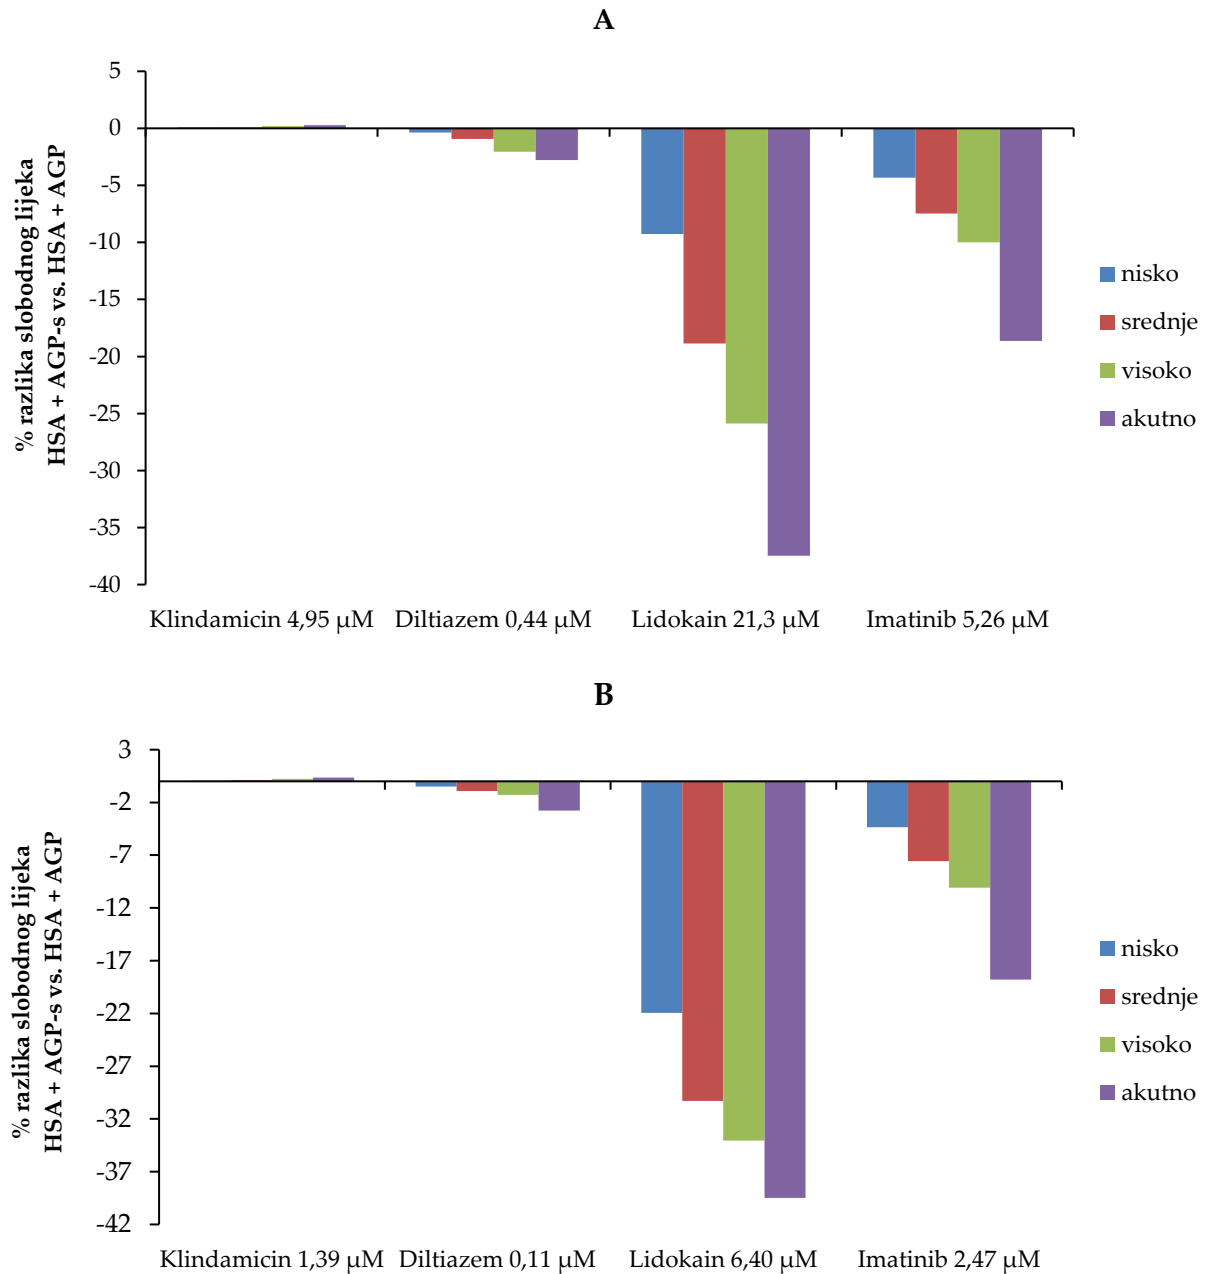 A
5
0
-5
-10
-15
-20
-25
-30
-35
-40
% razlika slobodnog lijeka
HSA + AGP-s vs. HSA + AGP
Klindamicin 4,95 µM
Diltiazem 0,44 µM
Lidokain 21,3 µM
Imatinib 5,26 µM
nisko
srednje
visoko
akutno
B
3
-2
-7
-12
-17
-22
-27
-32
-37
-42
% razlika slobodnog lijeka
HSA + AGP-s vs. HSA + AGP
Klindamicin 1,39 µM
Diltiazem 0,11 µM
Lidokain 6,40 µM
Imatinib 2,47 µM
nisko
srednje
visoko
akutno